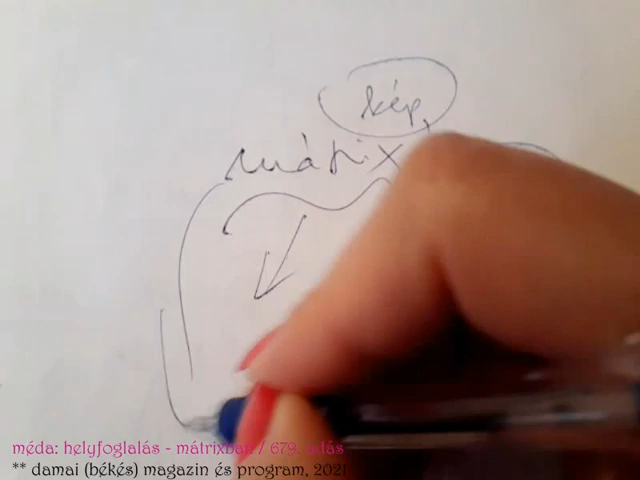 kép
mátrix
méda: helyfoglalás - mátrixban / 679. adás
** damai (békés) magazin és program, 2021